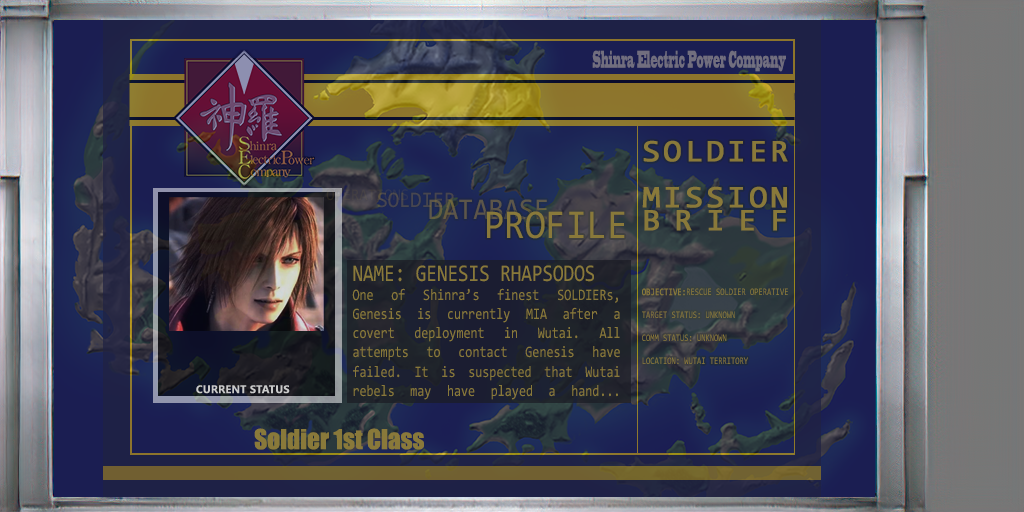 Shinra Electric Power Company
神羅
Shinra
Electric Power
Company
SOLDIER
DATABASE
PROFILE
NAME: GENESIS RHAPSODOS
One of Shinra's finest SOLDIERs,
Genesis is currently MIA after a
covert deployment in Wutai. All
attempts to contact Genesis have
failed. It is suspected that Wutai
rebels may have played a hand...
CURRENT STATUS
Soldier 1st Class
SOLDIER
MISSION
BRIEF
OBJECTIVE:RESCUE SOLDIER OPERATIVE
TARGET STATUS: UNKNOWN
COMM STATUS: UNKNOWN
LOCATION: WUTAI TERRITORY